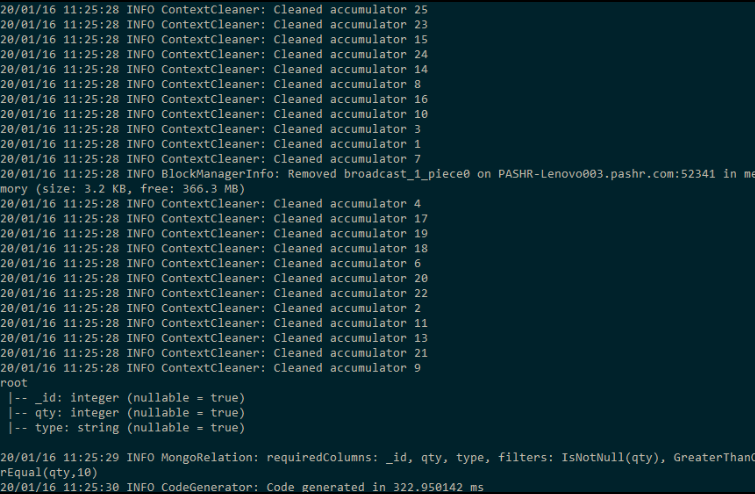 20/01/16 11:25:28 INFO ContextCleaner: Cleaned accumulator 25
20/01/16 11:25:28 INFO ContextCleaner: Cleaned accumulator 23
20/01/16 11:25:28 INFO ContextCleaner: Cleaned accumulator 15
20/01/16 11:25:28 INFO ContextCleaner: Cleaned accumulator 24
20/01/16 11:25:28 INFO ContextCleaner: Cleaned accumulator 14
20/01/16 11:25:28 INFO ContextCleaner: Cleaned accumulator 8
20/01/16 11:25:28 INFO ContextCleaner: Cleaned accumulator 16
20/01/16 11:25:28 INFO ContextCleaner: Cleaned accumulator 10
20/01/16 11:25:28 INFO ContextCleaner: Cleaned accumulator 3
20/01/16 11:25:28 INFO ContextCleaner: Cleaned accumulator 1
20/01/16 11:25:28 INFO ContextCleaner: Cleaned accumulator 7
20/01/16 11:25:28 INFO BlockManagerInfo: Removed broadcast_1_piece0 on PASHR-Lenovo003.pashr.com:52341 in me
mory (size: 3.2 KB, free: 366.3 MB)
20/01/16 11:25:28 INFO ContextCleaner: Cleaned accumulator 4
20/01/16 11:25:28 INFO ContextCleaner: Cleaned accumulator 17
20/01/16 11:25:28 INFO ContextCleaner: Cleaned accumulator 19
20/01/16 11:25:28 INFO ContextCleaner: Cleaned accumulator 18
20/01/16 11:25:28 INFO ContextCleaner: Cleaned accumulator 6
20/01/16 11:25:28 INFO ContextCleaner: Cleaned accumulator 20
20/01/16 11:25:28 INFO ContextCleaner: Cleaned accumulator 22
20/01/16 11:25:28 INFO ContextCleaner: Cleaned accumulator 2
20/01/16 11:25:28 INFO ContextCleaner: Cleaned accumulator 11
20/01/16 11:25:28 INFO ContextCleaner: Cleaned accumulator 13
20/01/16 11:25:28 INFO ContextCleaner: Cleaned accumulator 21
20/01/16 11:25:28 INFO ContextCleaner: Cleaned accumulator 9
root
 |-- _id: integer (nullable = true)
 |-- qty: integer (nullable = true)
 |-- type: string (nullable = true)
20/01/16 11:25:29 INFO MongoRelation: requiredColumns: _id, qty, type, filters: IsNotNull(qty), GreaterThanO
rEqual(qty,10)
20/01/16 11:25:30 INFO CodeGenerator: Code generated in 322.950142 ms